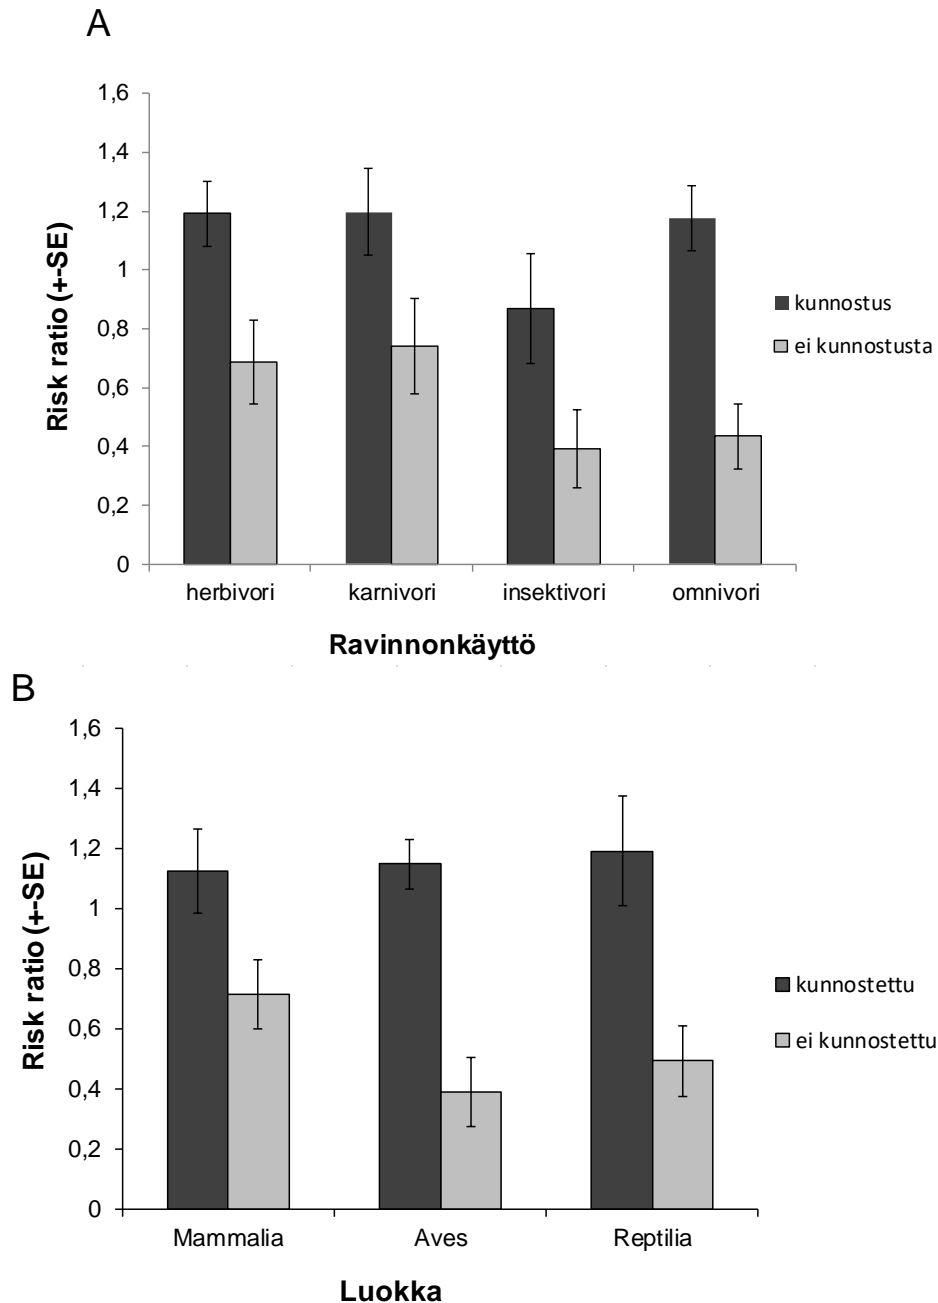 A
1,6
1,4
1,2
1
0,8
0,6
0,4
0,2
0
Risk ratio (+-SE)
kunnostus
ei kunnostusta
herbivori karnivori insektivori omnivori
Ravinnonkäyttö
B
1,6
1,4
1,2
1
0,8
0,6
0,4
0,2
0
Risk ratio (+-SE)
kunnostettu
ei kunnostettu
Mammalia Aves Reptilia
Luokka